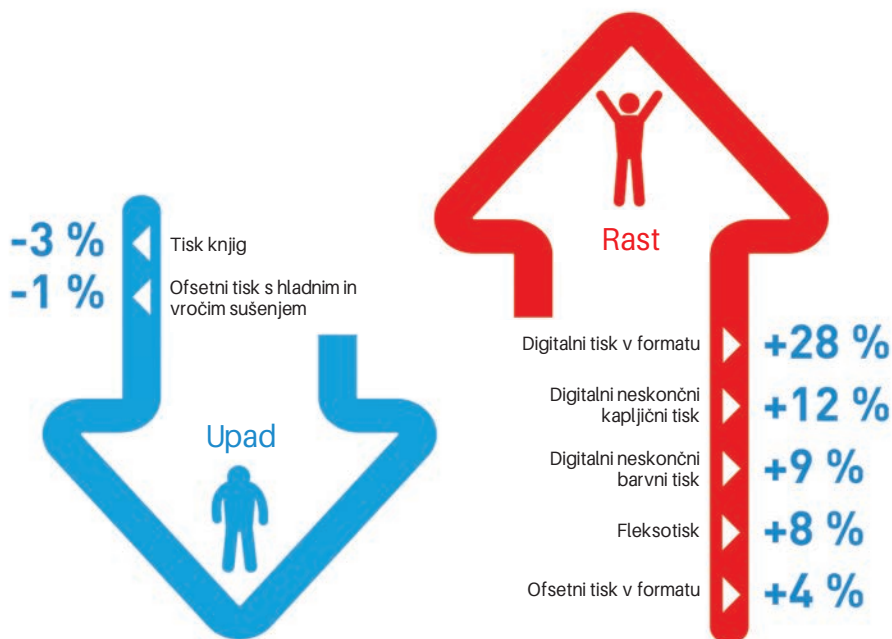 -3 %
Tisk knjig
-1 %
Ofsetni tisk s hladnim in
vročim sušenjem
Upad
Rast
Digitalni tisk v formatu
+28 %
Digitalni neskončni
kapljični tisk
+12 %
Digitalni neskončni
barvni tisk
+9 %
Fleksotisk
+8 %
Ofsetni tisk v formatu
+4 %